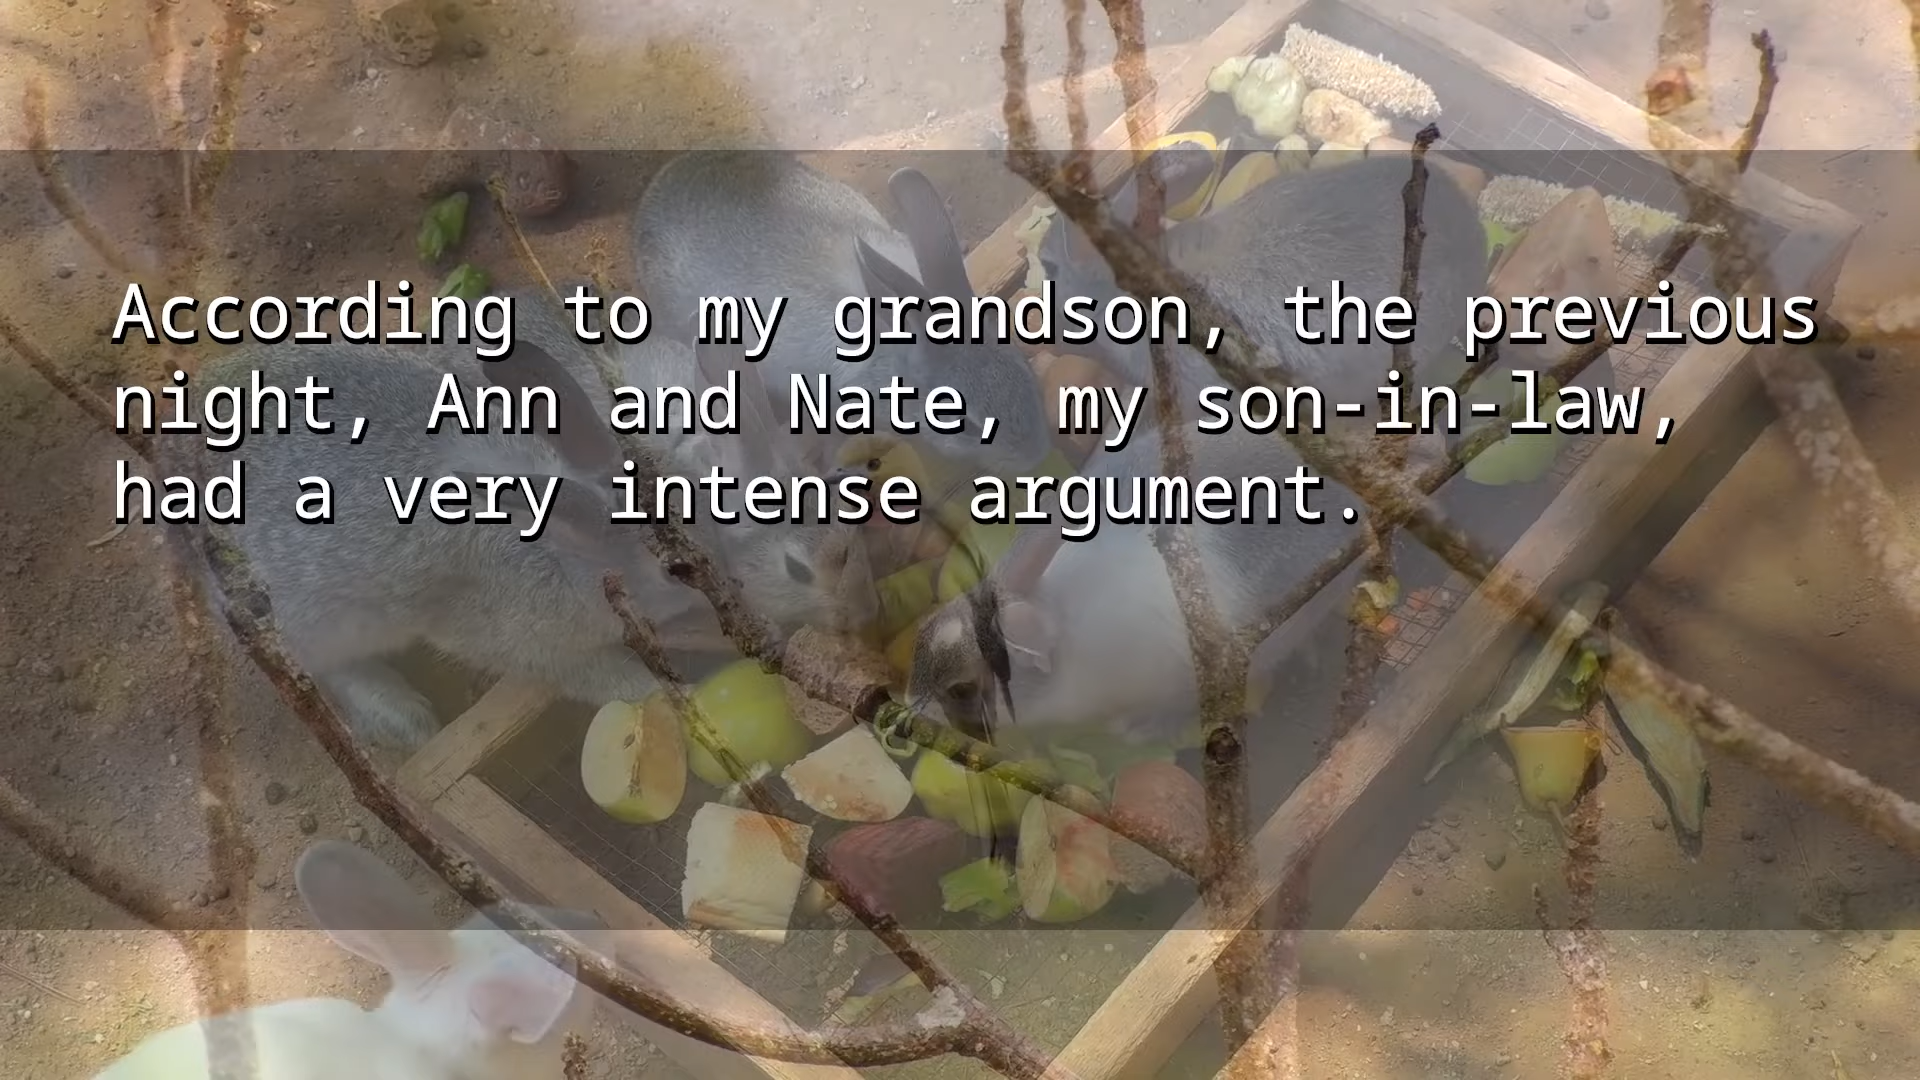 According to my grandson, the previous
night, Ann and Nate, my son-in-law,
had a very intense argument.